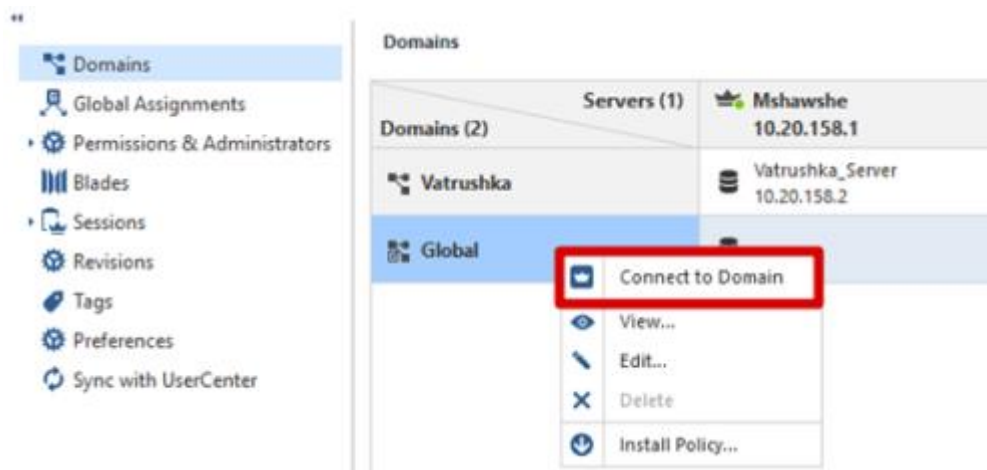 Domains
Global Assignments
Permissions & Administrators
Blades
Sessions
Revisions
Tags
Preferences
Sync with UserCenter
Domains
Servers (1)
Domains (2)
Mshawshe
10.20.158.1
Vatrushka
Vatrushka_Server
10.20.158.2
Global
Connect to Domain
View...
Edit...
Delete
Install Policy...